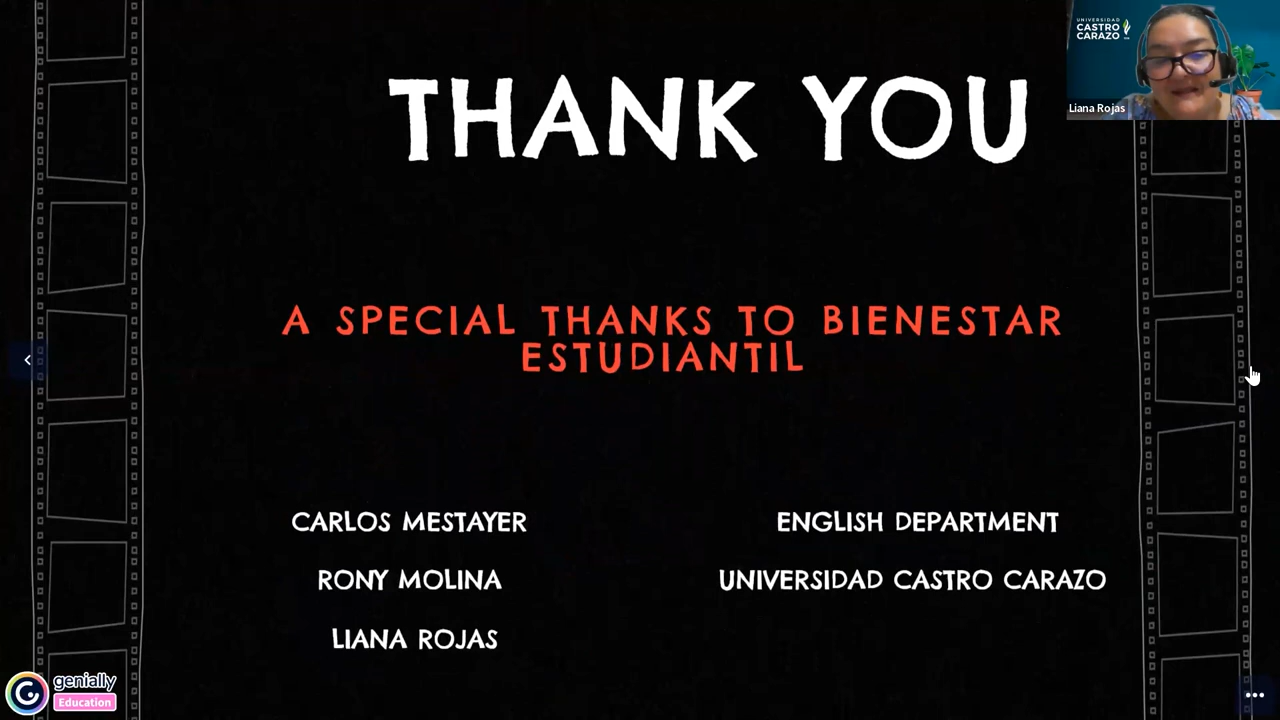 UNIVERSIDAD
CASTRO
CARAZO
Liana Rojas
THANK YOU
A SPECIAL THANKS TO BIENESTAR
ESTUDIANTIL
CARLOS MESTAYER
ENGLISH DEPARTMENT
RONY MOLINA
UNIVERSIDAD CASTRO CARAZO
LIANA ROJAS
genially
Education